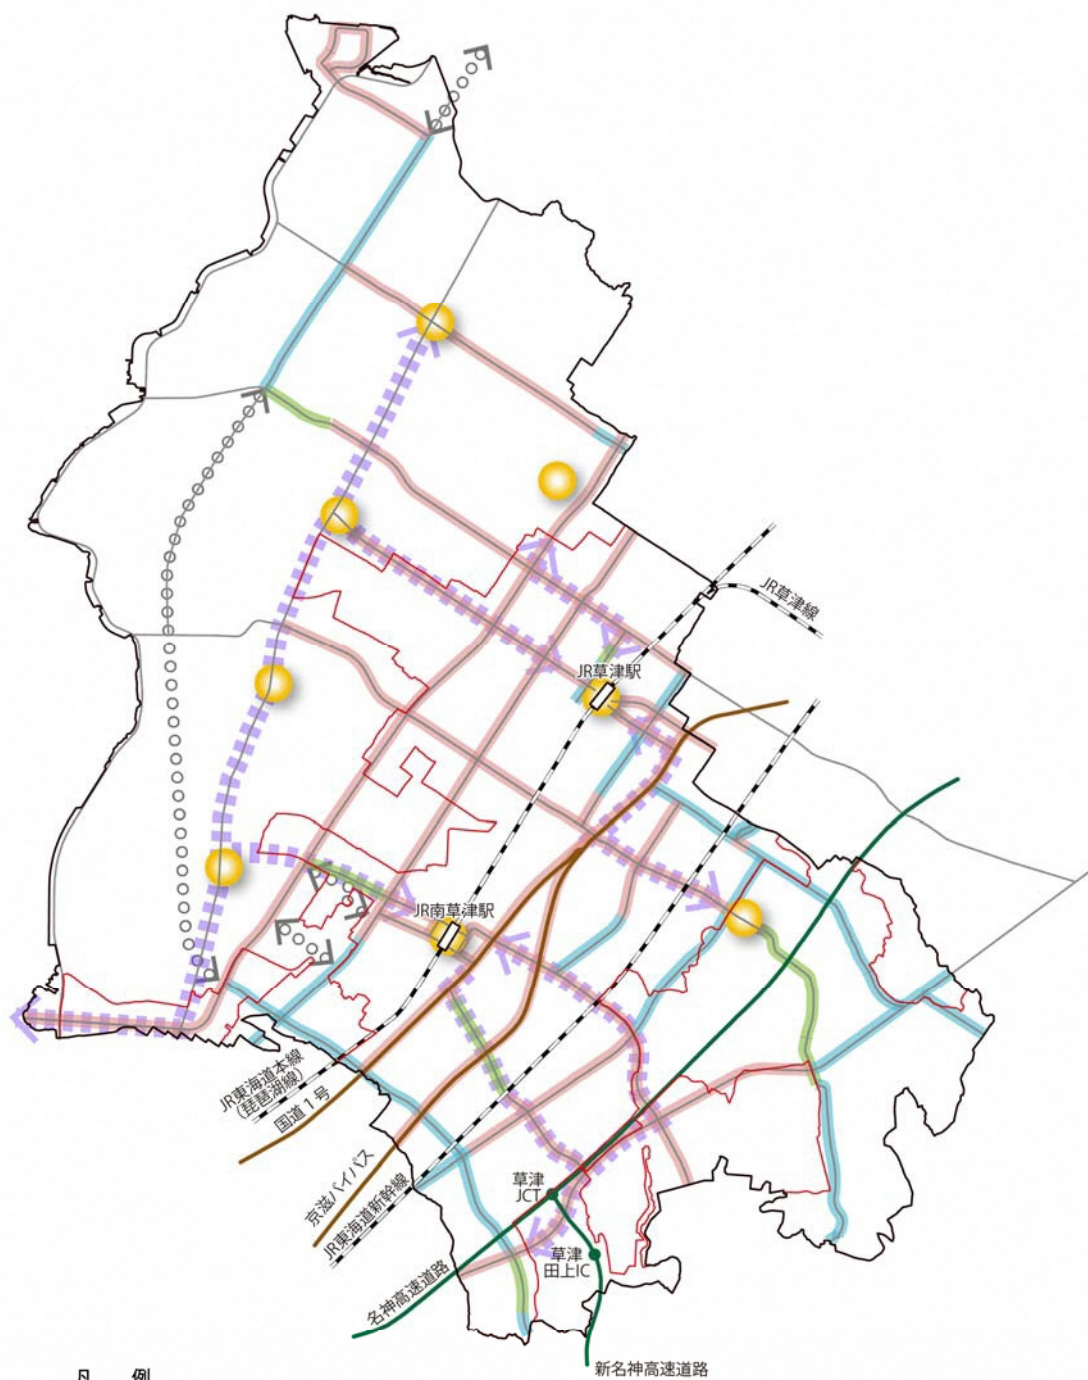 JR草津線
JR草津駅
JR南草津駅
JR東海道本線
(琵琶湖線)
国道1号
京滋バイパス
JR東海道新幹線
草津
JCT
草津
田上IC
名神高速道路
新名神高速道路
凡 例